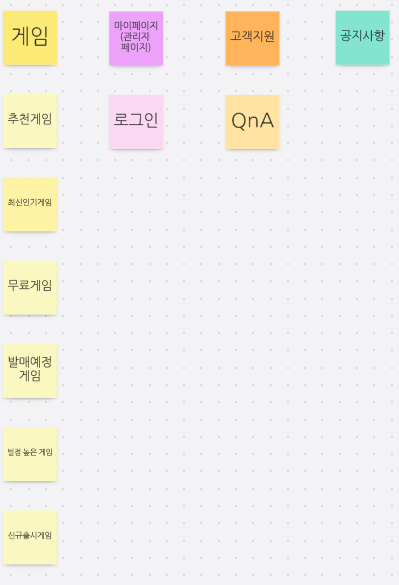 게임
마이페이지
(관리자
페이지)
고객지원
공지사항
추천게임
로그인
QnA
최신인기게임
무료게임
발매예정
게임
높은 게임
신규출시게임